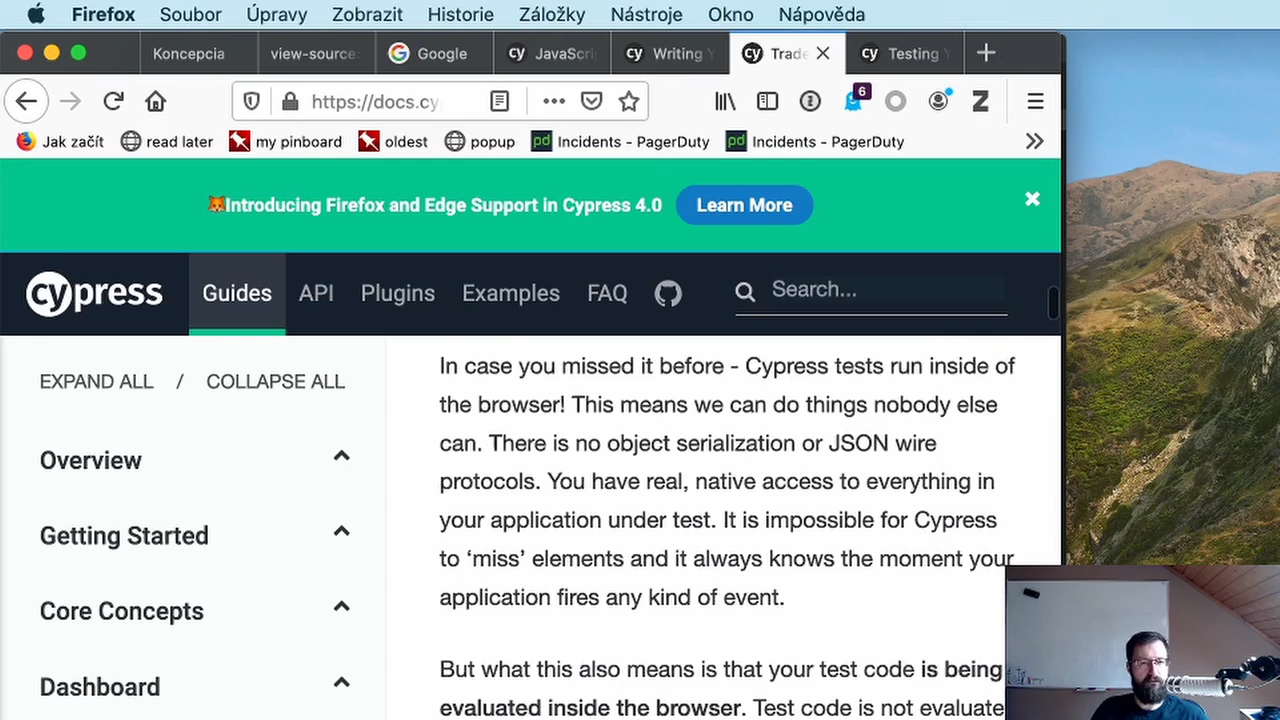 Firefox Soubor Úpravy Zobrazit Historie Záložky Nástroje Okno Nápověda
Koncepcia view-source: Google JavaScri Writing Y Trade Testing Y
https://docs.cy 6
Jak začít read later my pinboard oldest popup Incidents - PagerDuty Incidents - PagerDuty
Introducing Firefox and Edge Support in Cypress 4.0 Learn More
cypress Guides API Plugins Examples FAQ Search...
EXPAND ALL / COLLAPSE ALL
Overview
Getting Started
Core Concepts
Dashboard
In case you missed it before - Cypress tests run inside of
the browser! This means we can do things nobody else
can. There is no object serialization or JSON wire
protocols. You have real, native access to everything in
your application under test. It is impossible for Cypress
to ‘miss’ elements and it always knows the moment your
application fires any kind of event.
But what this also means is that your test code is being
evaluated inside the browser. Test code is not evaluate